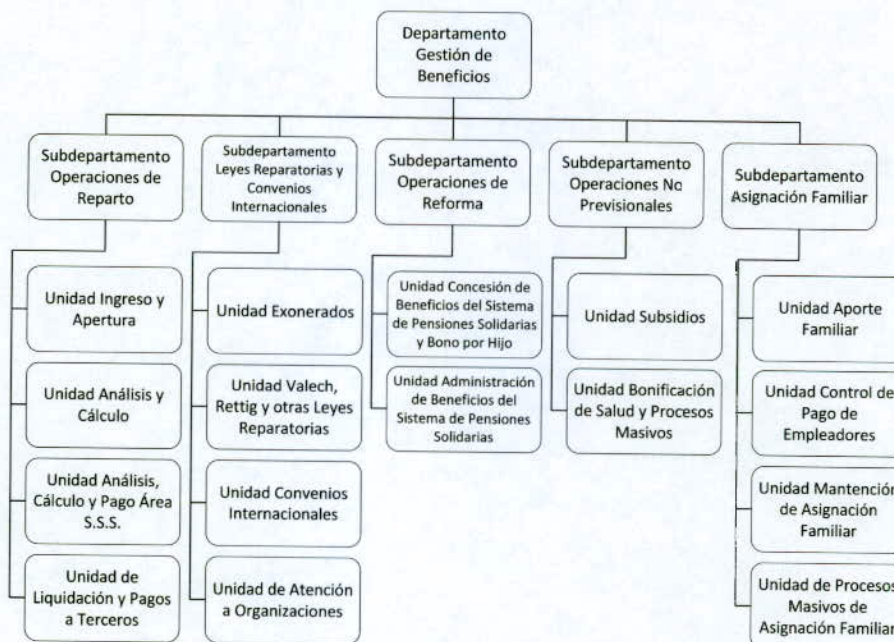 Departamento
Gestión de
Beneficios
Subdepartamento
Operaciones de
Reparto
Subdepartamento
Leyes Reparatorias y
Convenios
Internacionales
Subdepartamento
Operaciones de
Reforma
Subdepartamento
Operaciones No
Previsionales
Subdepartamento
Asignación Familiar
Unidad Ingreso y
Apertura
Unidad Análisis y
Cálculo
Unidad Análisis,
Cálculo y Pago Área
S.S.S.
Unidad de
Liquidación y Pagos
a Terceros
Unidad Exonerados
Unidad Valech,
Rettig y otras Leyes
Reparatorias
Unidad Convenios
Internacionales
Unidad de Atención
a Organizaciones
Unidad Concesión de
Beneficios del Sistema
de Pensiones Solidarias
y Bono por Hijo
Unidad Administración
de Beneficios del
Sistema de Pensiones
Solidarias
Unidad Subsidios
Unidad Bonificación
de Salud y Procesos
Masivos
Unidad Aporte
Familiar
Unidad Control de
Pago de
Empleadores
Unidad Mantención
de Asignación
Familiar
Unidad de Procesos
Masivos de
Asignación Familiar